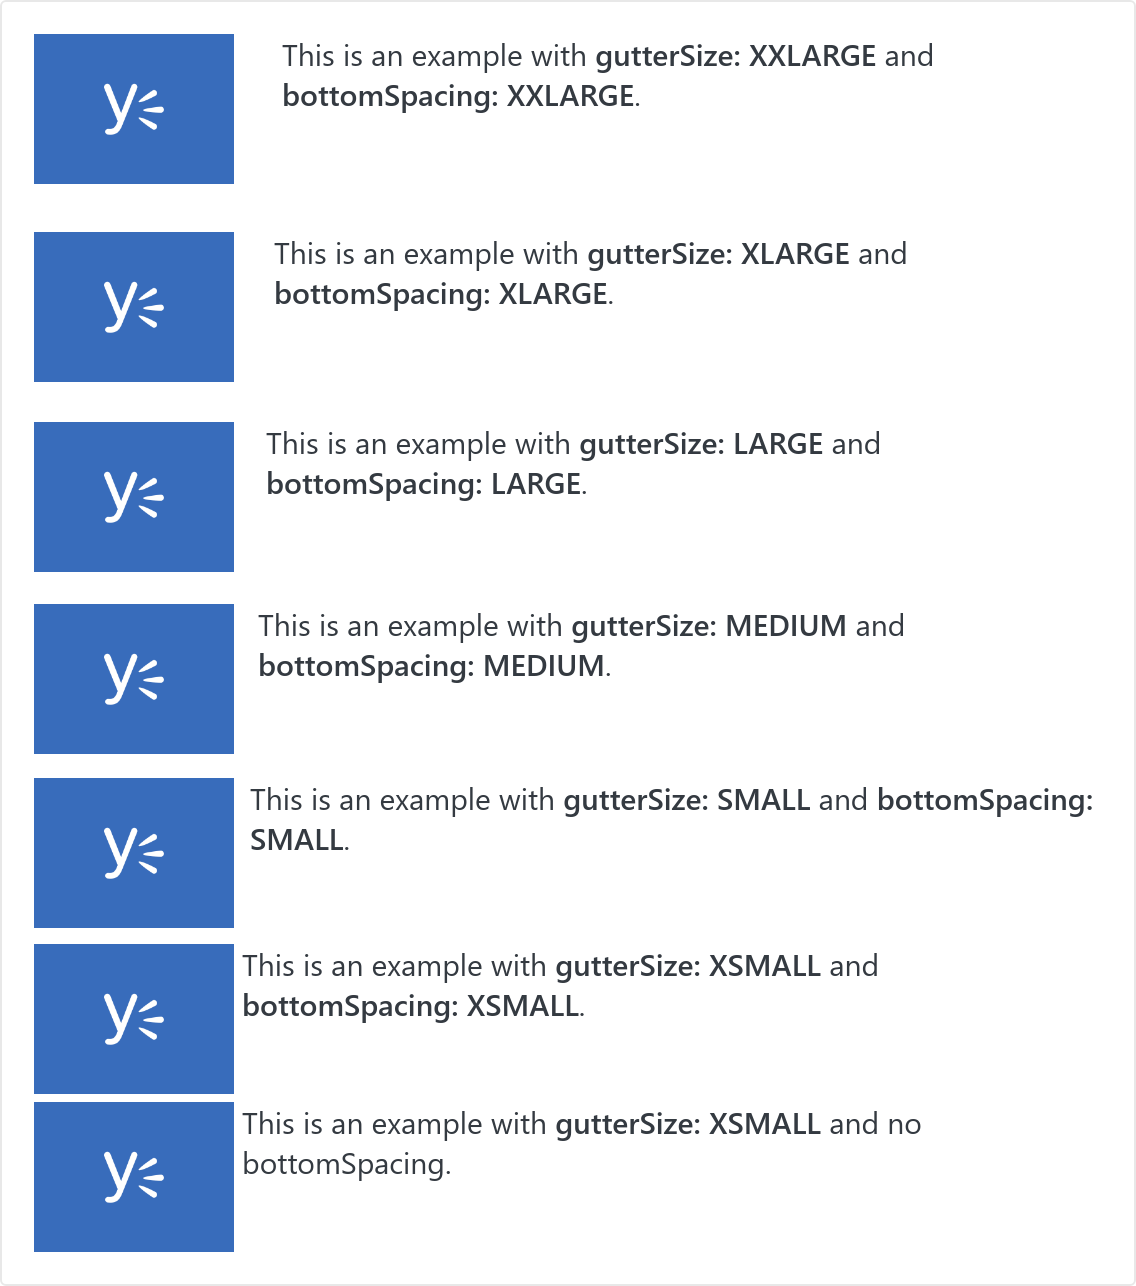 This is an example with gutterSize: XXLARGE and
bottomSpacing: XXLARGE.
This is an example with gutterSize: XLARGE and
bottomSpacing: XLARGE.
This is an example with gutterSize: LARGE and
bottomSpacing: LARGE.
This is an example with gutterSize: MEDIUM and
bottomSpacing: MEDIUM.
This is an example with gutterSize: SMALL and bottomSpacing:
SMALL.
This is an example with gutterSize: XSMALL and
bottomSpacing: XSMALL.
This is an example with gutterSize: XSMALL and no
bottomSpacing.